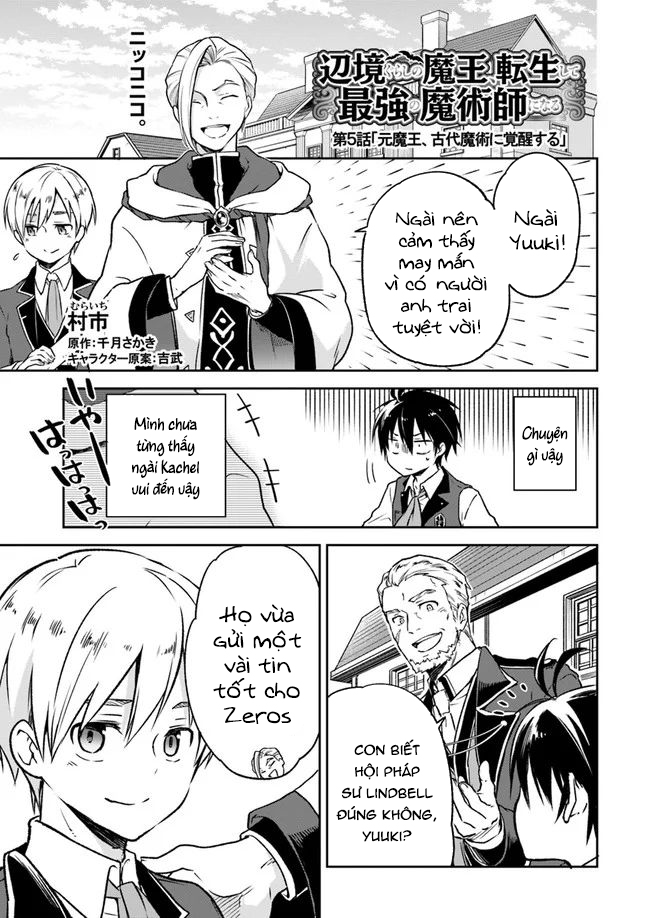 辺境ぐらしの魔王、転生して
最強の魔術師になる
第5話「元魔王、古代魔術に覚醒する」
ニッコニコ。
Ngài
Yuuki!
Ngài nên
cảm thấy
may mắn
vì có người
anh trai
tuyệt vời!
むらいち
村市
原作：千月さかき
キャラクター原案：吉武
Chuyện
gì vậy
Mình chưa
từng thấy
ngài Kachel
vui đến vậy
いやー
はっはっはっ
CON BIẾT
HỘI PHÁP
SƯ LINDBELL
ĐÚNG KHÔNG,
YUUKI?
Họ vừa
gửi một
vài tin
tốt cho
Zeros